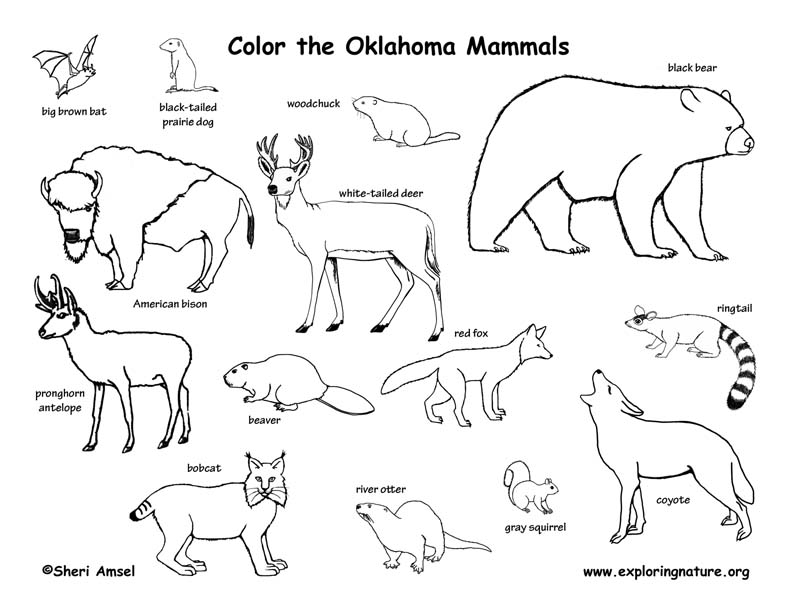 Color the Oklahoma Mammals
big brown bat
black-tailed
prairie dog
woodchuck
black bear
white-tailed deer
American bison
ringtail
red fox
pronghorn
antelope
beaver
bobcat
river otter
gray squirrel
coyote
©Sheri Amsel
www.exploringnature.org